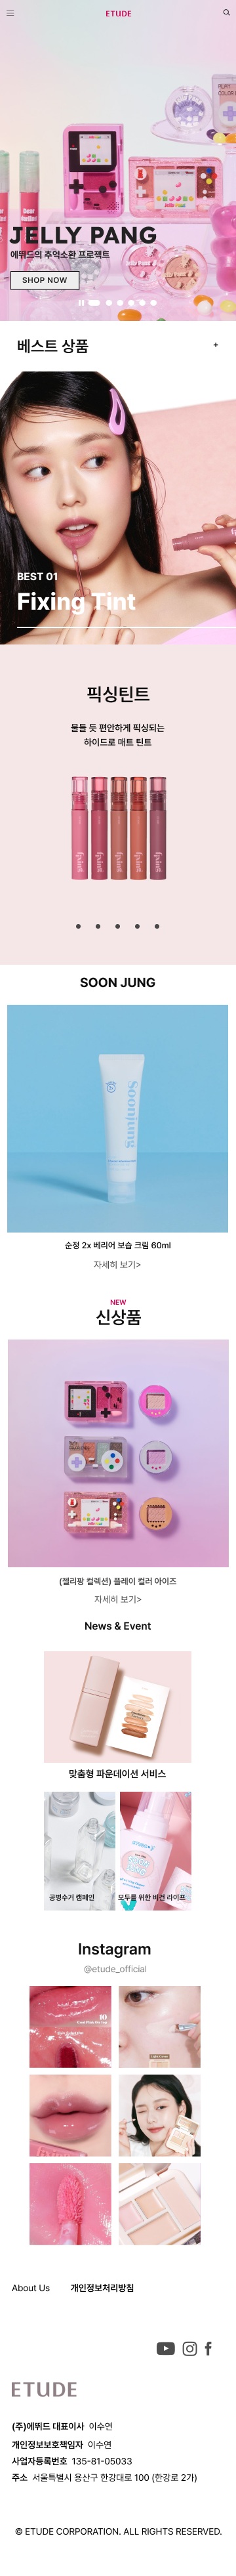 ETUDE
JELLY PANG
에뛰드의 추억소환 프로젝트
SHOP NOW
베스트 상품
+
BEST 01
Fixing Tint
픽싱틴트
물들 듯 편안하게 픽싱되는
하이드로 매트 틴트
SOON JUNG
Soonjung
순정 2x 베리어 보습 크림 60ml
자세히 보기>
NEW
신상품
(젤리팡 컬렉션) 플레이 컬러 아이즈
자세히 보기>
News & Event
맞춤형 파운데이션 서비스
공병수거 캠페인
모두를 위한 비건 라이프
Instagram
@etude_official
About Us
개인정보처리방침
ETUDE
(주)에뛰드 대표이사 이수연
개인정보보호책임자 이수연
사업자등록번호 135-81-05033
주소 서울특별시 용산구 한강대로 100 (한강로 2가)
© ETUDE CORPORATION. ALL RIGHTS RESERVED.